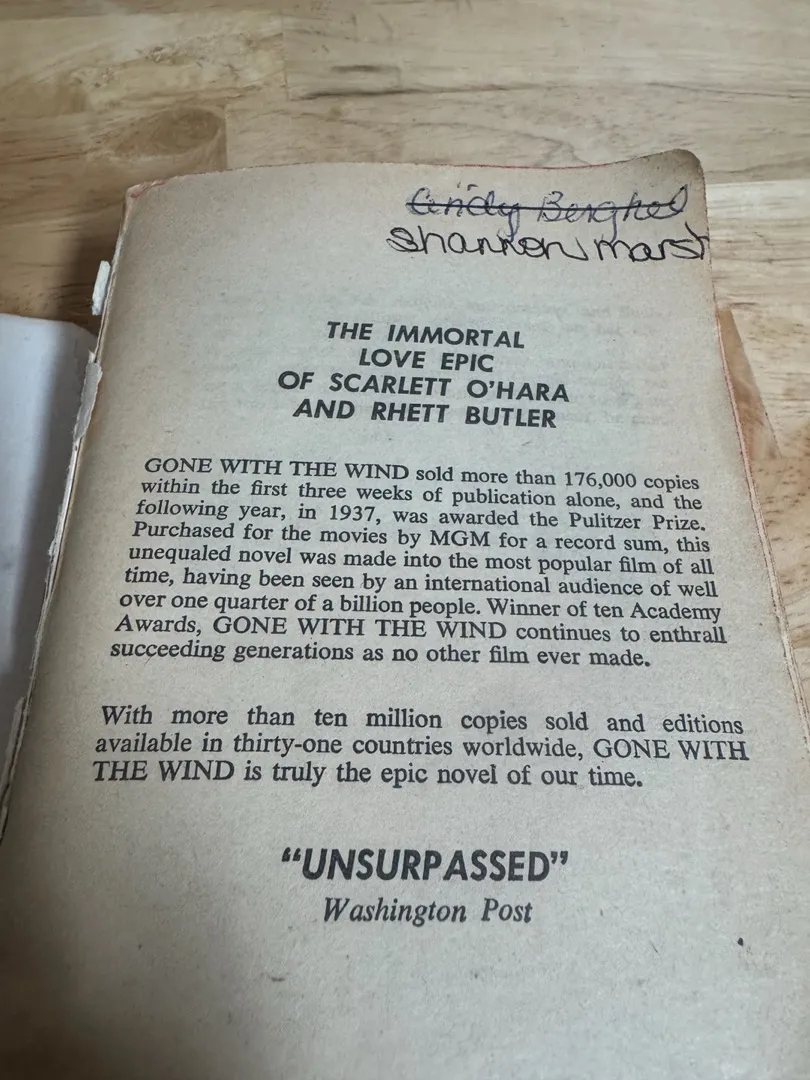 Cindy Berghel
Shannon Marsh
THE IMMORTAL
LOVE EPIC
OF SCARLETT O'HARA
AND RHETT BUTLER
GONE WITH THE WIND sold more than 176,000 copies
within the first three weeks of publication alone, and the
following year, in 1937, was awarded the Pulitzer Prize.
Purchased for the movies by MGM for a record sum, this
unequaled novel was made into the most popular film of all
time, having been seen by an international audience of well
over one quarter of a billion people. Winner of ten Academy
Awards, GONE WITH THE WIND continues to enthrall
succeeding generations as no other film ever made.
With more than ten million copies sold and editions
available in thirty-one countries worldwide, GONE WITH
THE WIND is truly the epic novel of our time.
"UNSURPASSED"
Washington Post